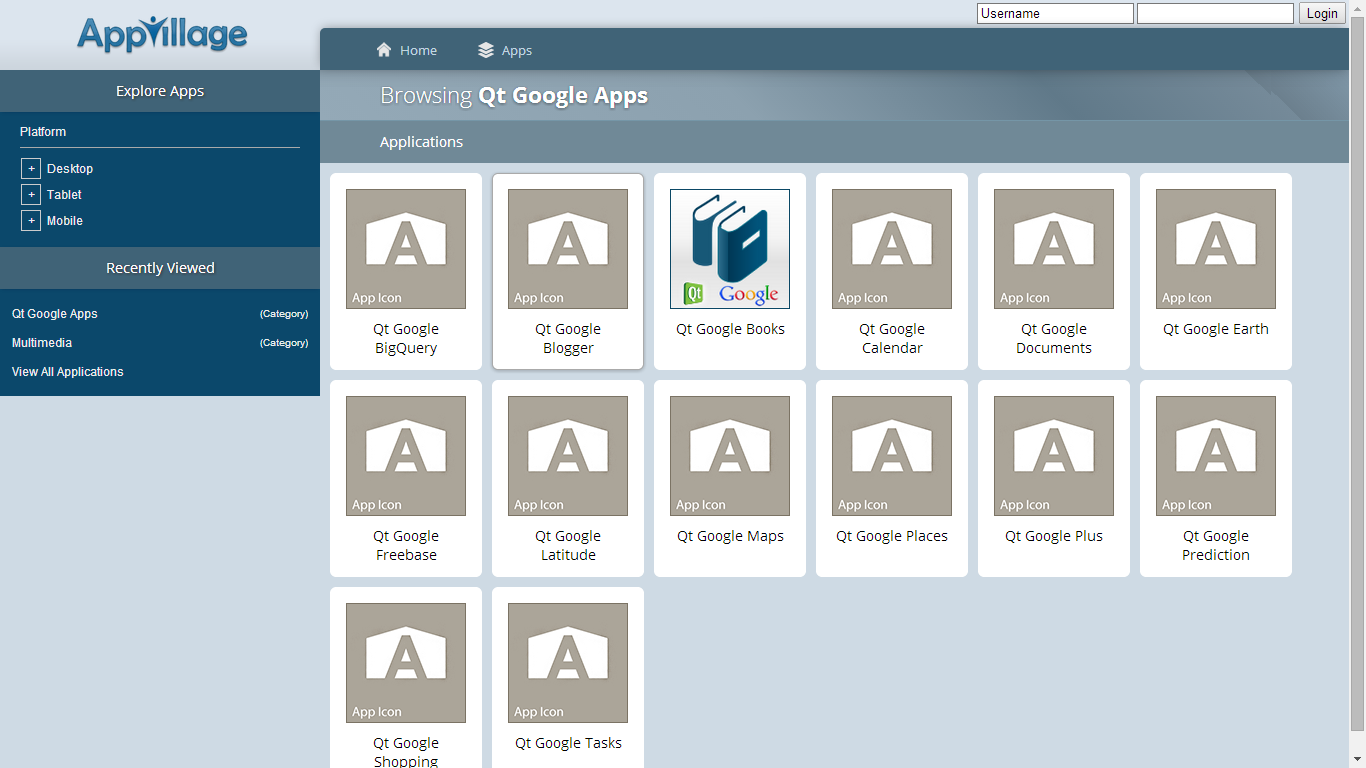 AppVillage
Username
Login
Home
Apps
Explore Apps
Platform
+ Desktop
+ Tablet
+ Mobile
Recently Viewed
Qt Google Apps (Category)
Multimedia (Category)
View All Applications
Browsing Qt Google Apps
Applications
A
App Icon
Qt Google
BigQuery
A
App Icon
Qt Google
Blogger
Qt Google
Qt Google Books
A
App Icon
Qt Google
Calendar
A
App Icon
Qt Google
Documents
A
App Icon
Qt Google Earth
A
App Icon
Qt Google
Freebase
A
App Icon
Qt Google
Latitude
A
App Icon
Qt Google Maps
A
App Icon
Qt Google Places
A
App Icon
Qt Google Plus
A
App Icon
Qt Google
Prediction
A
App Icon
Qt Google
Shopping
A
App Icon
Qt Google Tasks